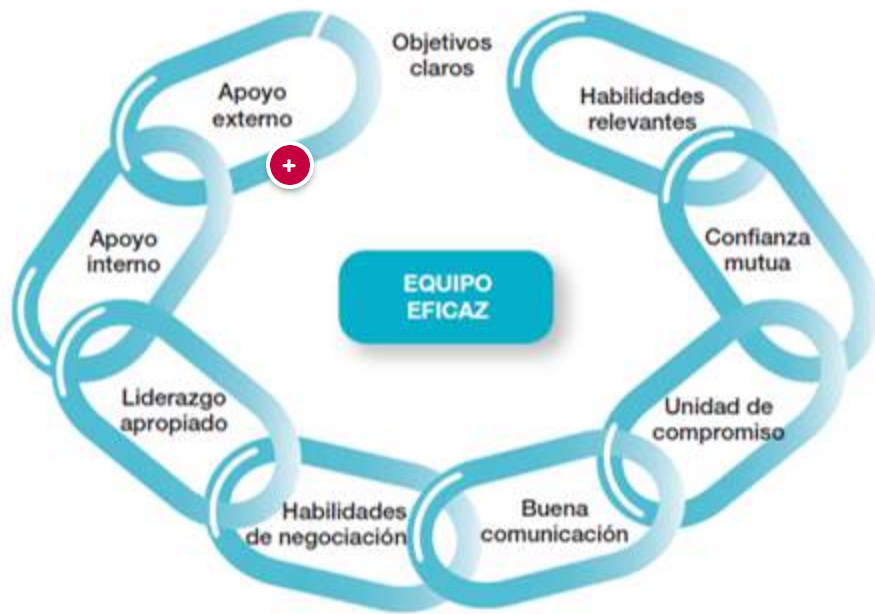 Objetivos
claros
Habilidades
relevantes
Confianza
mutua
Unidad de
compromiso
Buena
comunicación
Habilidades
de negociación
Liderazgo
apropiado
Apoyo
interno
Apoyo
externo
+
EQUIPO
EFICAZ